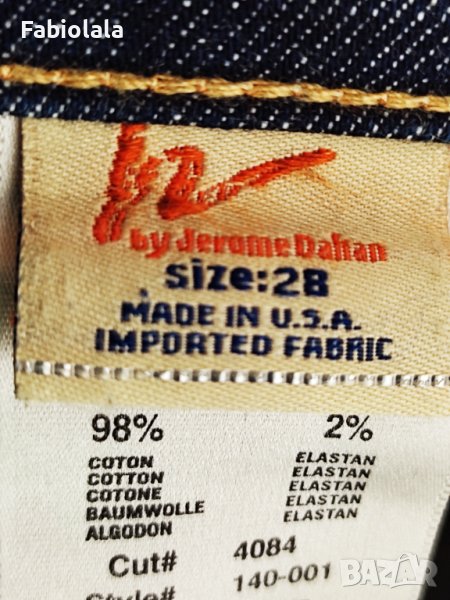 Fabiolala
by Jerome Dahan
size:28
MADE IN U.S.A.
IMPORTED FABRIC
98% 2%
COTON ELASTAN
COTTON ELASTAN
COTONE ELASTAN
BAUMWOLLE ELASTAN
ALGODON
Cut# 4084
Style# 140-001
BAZAR